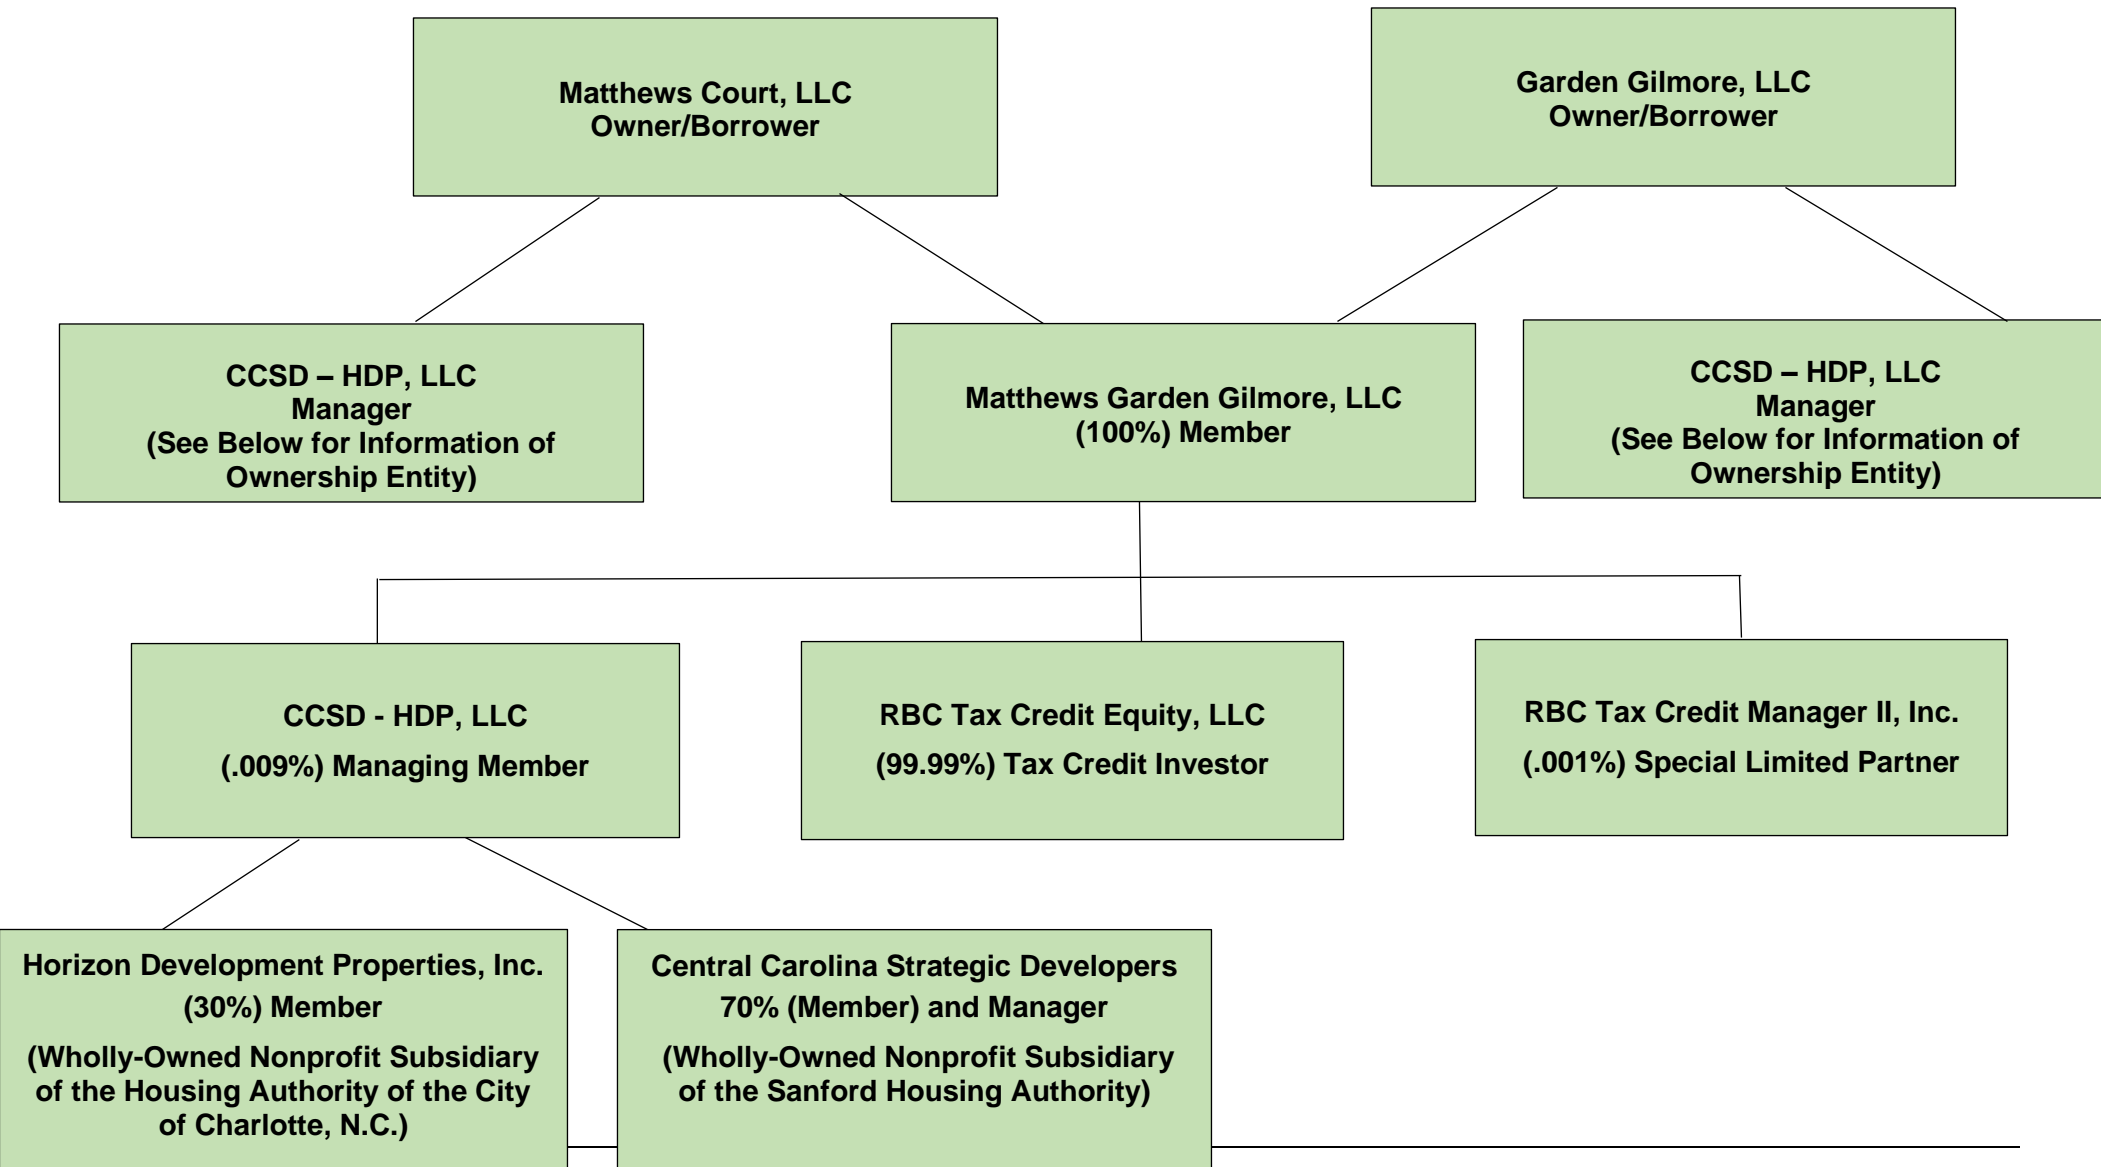 Matthews Court, LLC
Owner/Borrower
Garden Gilmore, LLC
Owner/Borrower
CCSD – HDP, LLC
Manager
(See Below for Information of
Ownership Entity)
Matthews Garden Gilmore, LLC
(100%) Member
CCSD – HDP, LLC
Manager
(See Below for Information of
Ownership Entity)
CCSD - HDP, LLC
(.009%) Managing Member
RBC Tax Credit Equity, LLC
(99.99%) Tax Credit Investor
RBC Tax Credit Manager II, Inc.
(.001%) Special Limited Partner
Horizon Development Properties, Inc.
(30%) Member
(Wholly-Owned Nonprofit Subsidiary
of the Housing Authority of the City
of Charlotte, N.C.)
Central Carolina Strategic Developers
70% (Member) and Manager
(Wholly-Owned Nonprofit Subsidiary
of the Sanford Housing Authority)